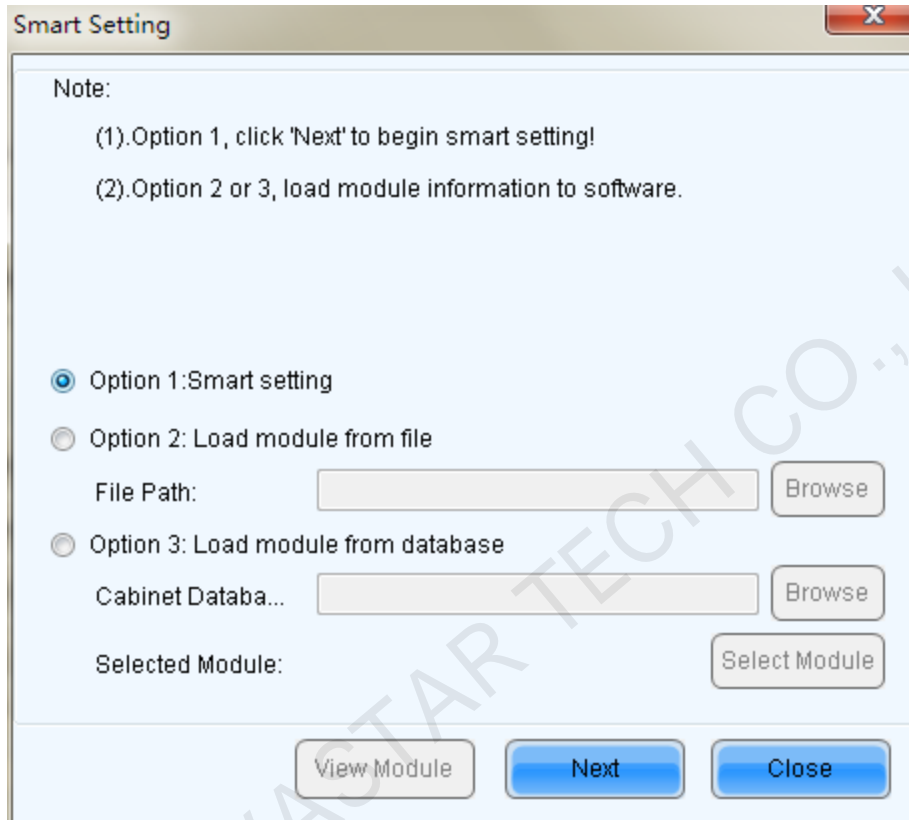 Smart Setting
X
Note:
(1).Option 1, click 'Next' to begin smart setting!
(2).Option 2 or 3, load module information to software.
Option 1:Smart setting
Option 2: Load module from file
File Path:
Browse
Option 3: Load module from database
Cabinet Databa...
Browse
Selected Module:
Select Module
View Module
Next
Close
TECH CO.,